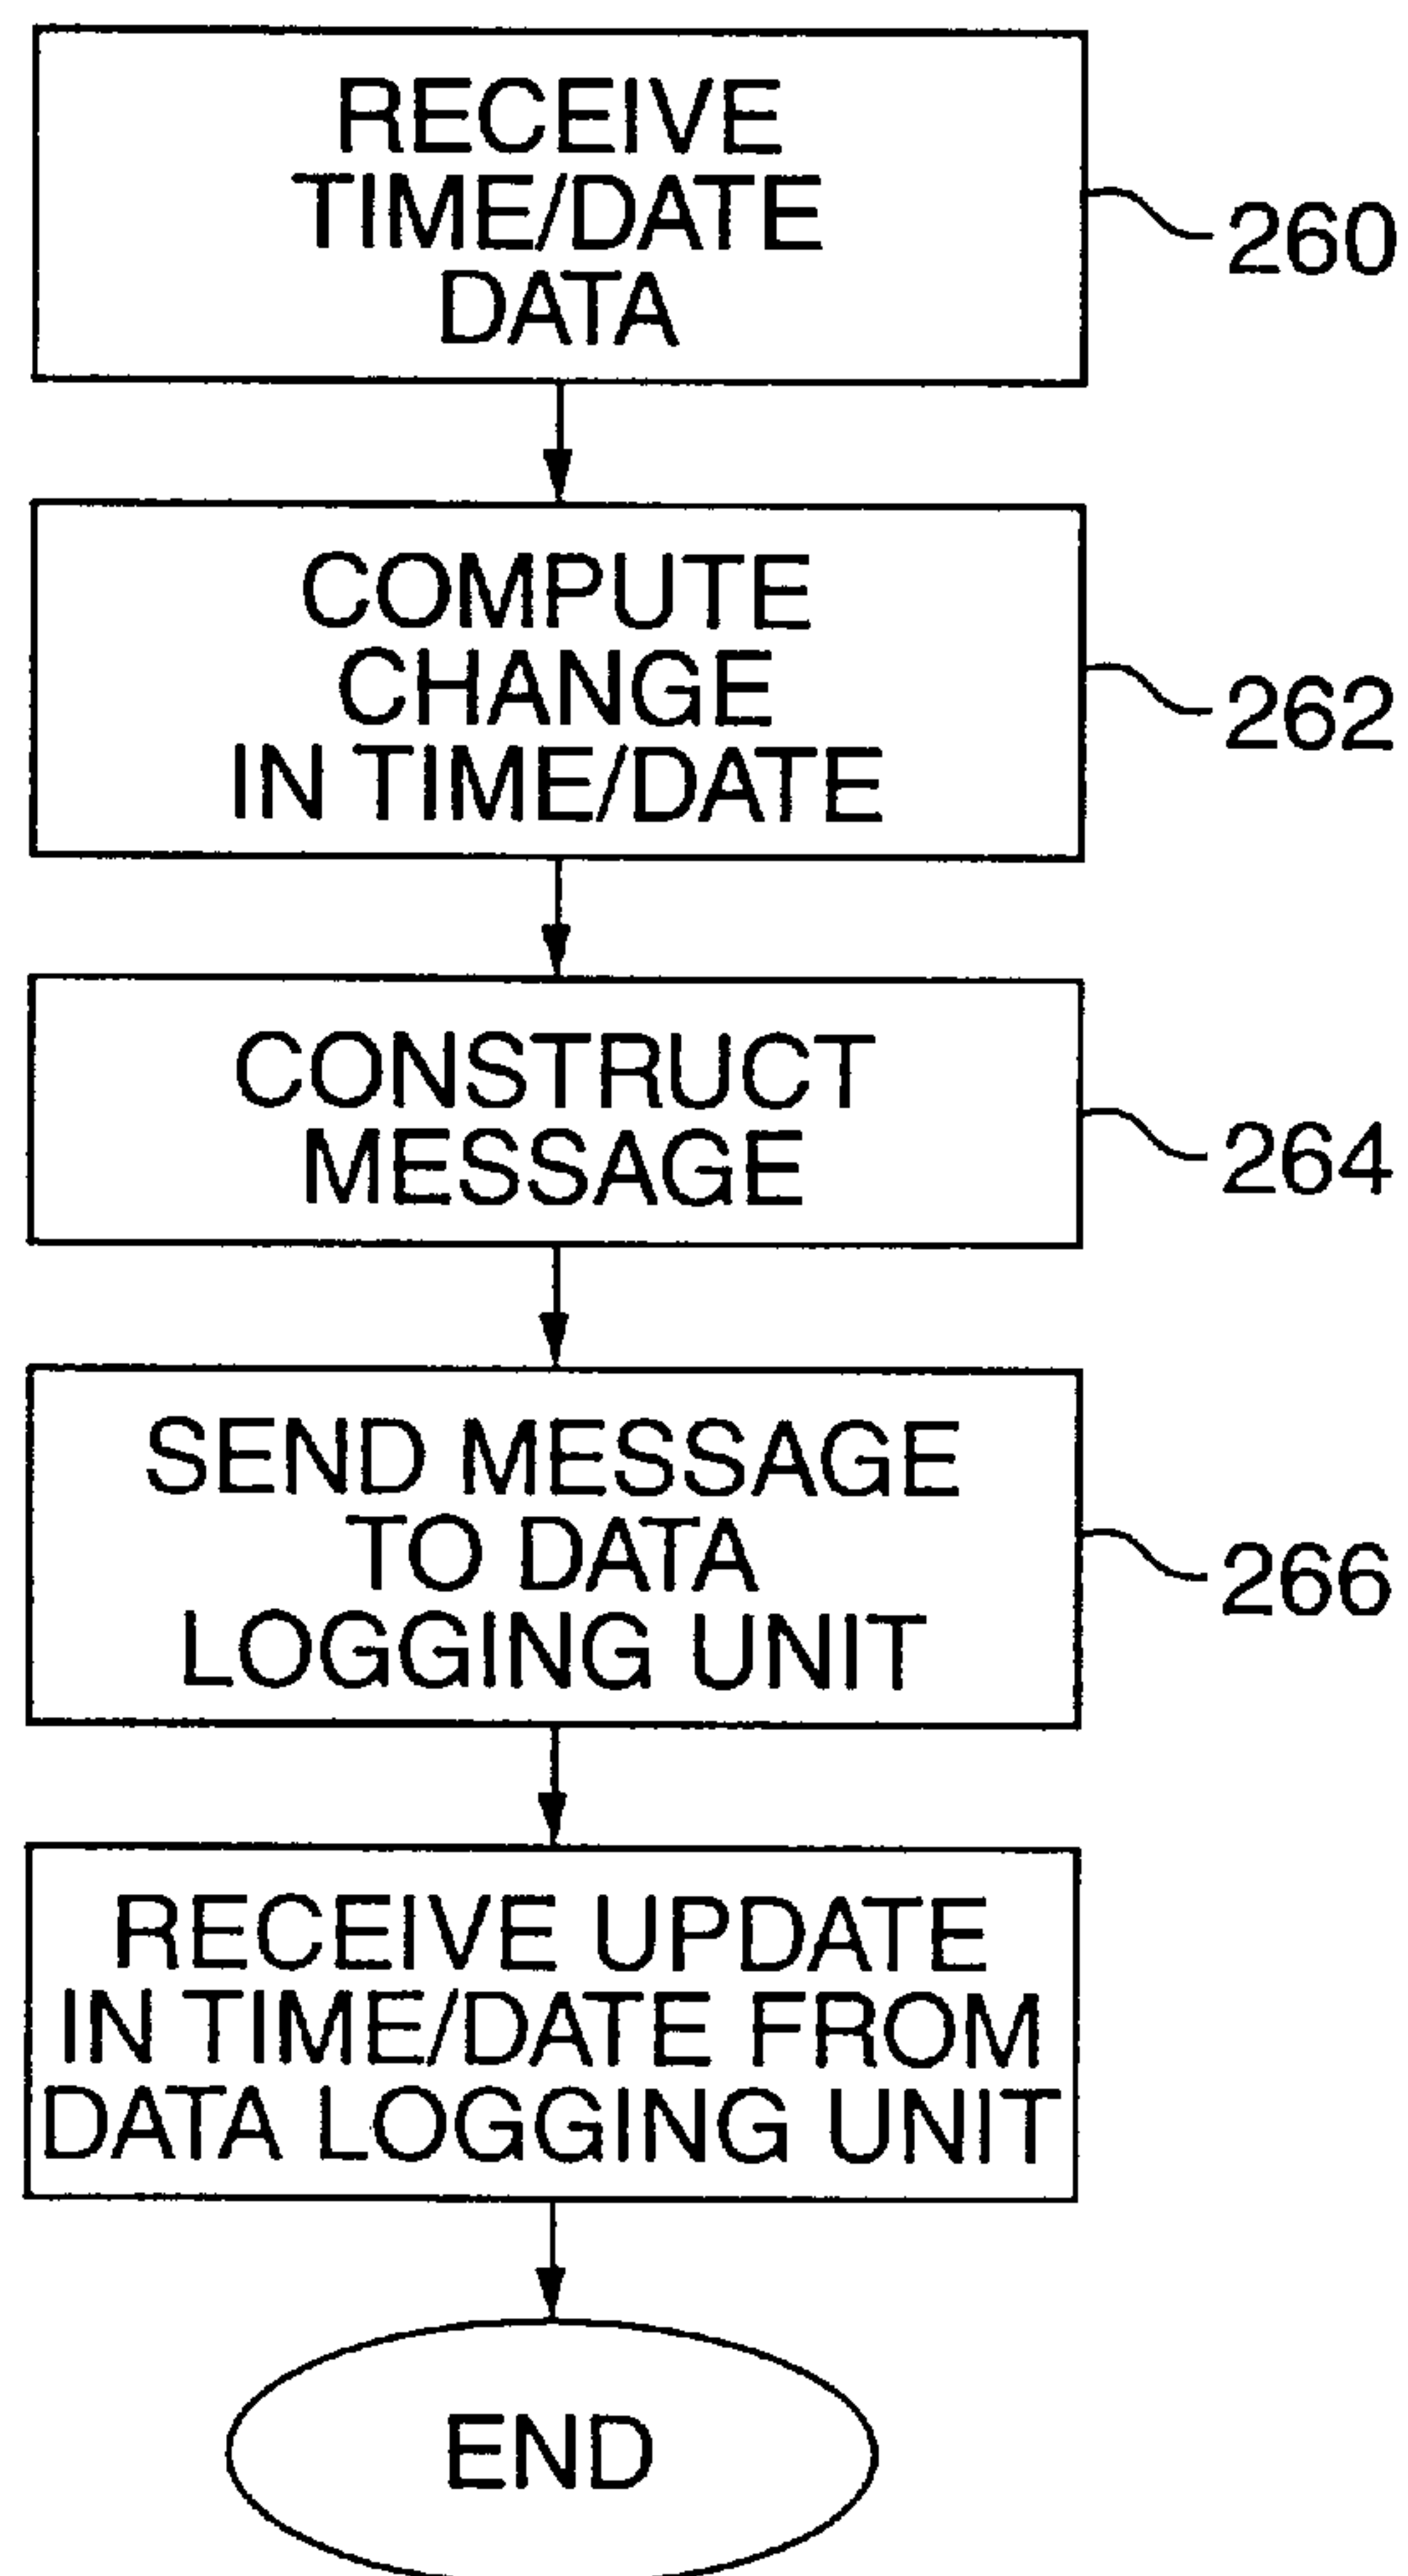 RECEIVE
TIME/DATE
DATA
260
COMPUTE
CHANGE
IN TIME/DATE
262
CONSTRUCT
MESSAGE
264
SEND MESSAGE
TO DATA
LOGGING UNIT
266
RECEIVE UPDATE
IN TIME/DATE FROM
DATA LOGGING UNIT
END